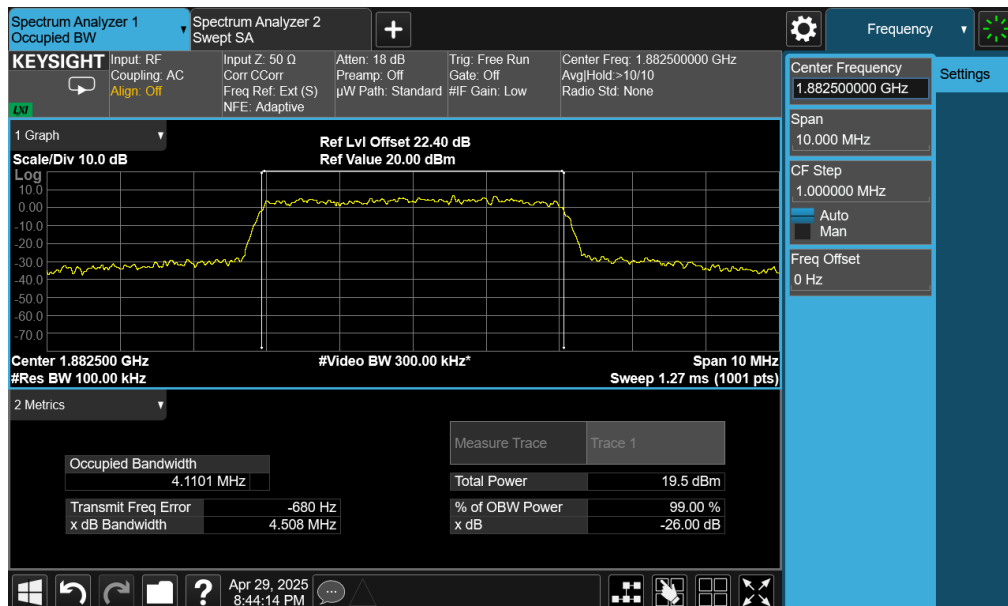 Spectrum Analyzer 1
Occupied BW
Spectrum Analyzer 2
Swept SA
+
Frequency
KEYSIGHT
LXI
Input: RF
Coupling: AC
Align: Off
Input Z: 50 Ω
Corr CCorr
Freq Ref: Ext (S)
NFE: Adaptive
Atten: 18 dB
Preamp: Off
µW Path: Standard
Trig: Free Run
Gate: Off
#IF Gain: Low
Center Freq: 1.882500000 GHz
Avg|Hold:>10/10
Radio Std: None
1 Graph
Scale/Div 10.0 dB
Ref Lvl Offset 22.40 dB
Ref Value 20.00 dBm
Log
10.0
0.00
-10.0
-20.0
-30.0
-40.0
-50.0
-60.0
-70.0
Center 1.882500 GHz
#Video BW 300.00 kHz*
Span 10 MHz
#Res BW 100.00 kHz
Sweep 1.27 ms (1001 pts)
2 Metrics
Measure Trace
Trace 1
Occupied Bandwidth
4.1101 MHz
Total Power
19.5 dBm
Transmit Freq Error
-680 Hz
% of OBW Power
99.00 %
x dB Bandwidth
4.508 MHz
x dB
-26.00 dB
Center Frequency
1.882500000 GHz
Span
10.000 MHz
CF Step
1.000000 MHz
Auto
Man
Freq Offset
0 Hz
Settings
?
Apr 29, 2025
8:44:14 PM